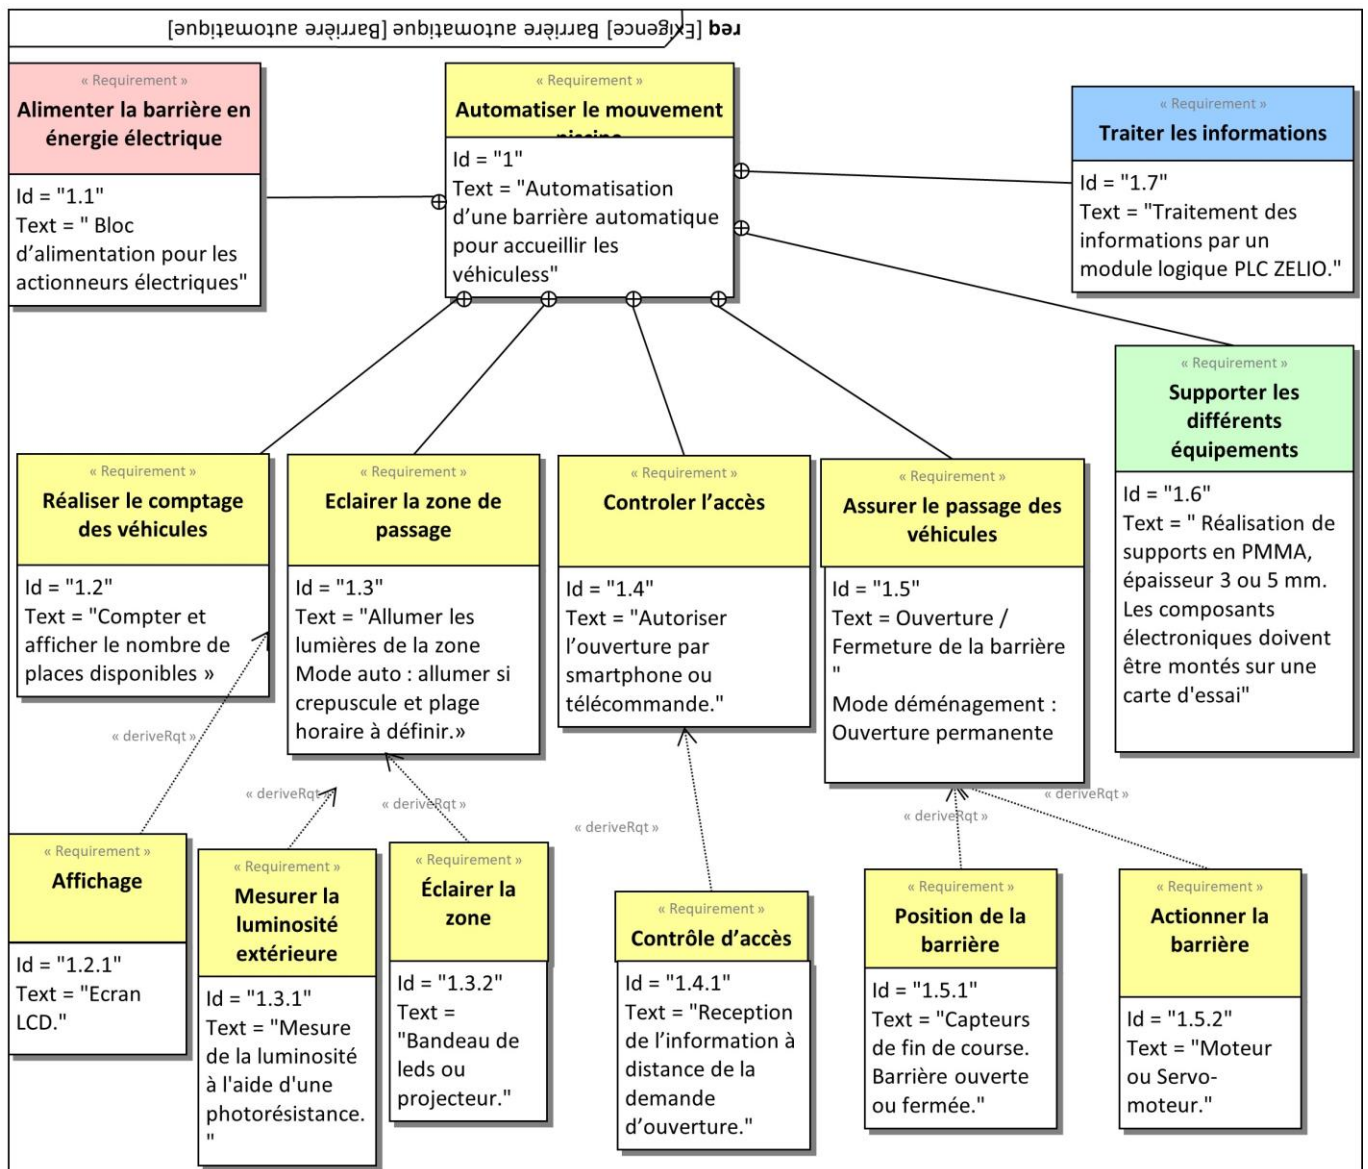 req [Exigence] Barrière automatique [Barrière automatique]
« Requirement »
Alimenter la barrière en
énergie électrique
Id = "1.1"
Text = " Bloc
d’alimentation pour les
actionneurs électriques"
« Requirement »
Automatiser le mouvement
piscine
Id = "1"
Text = "Automatisation
d’une barrière automatique
pour accueillir les
véhiculess"
« Requirement »
Traiter les informations
Id = "1.7"
Text = "Traitement des
informations par un
module logique PLC ZELIO."
« Requirement »
Supporter les
différents
équipements
Id = "1.6"
Text = " Réalisation de
supports en PMMA,
épaisseur 3 ou 5 mm.
Les composants
électroniques doivent
être montés sur une
carte d'essai"
« Requirement »
Réaliser le comptage
des véhicules
Id = "1.2"
Text = "Compter et
afficher le nombre de
places disponibles »
« Requirement »
Eclairer la zone de
passage
Id = "1.3"
Text = "Allumer les
lumières de la zone
Mode auto : allumer si
crepuscule et plage
horaire à définir.»
« Requirement »
Controler l’accès
Id = "1.4"
Text = "Autoriser
l’ouverture par
smartphone ou
télécommande."
« Requirement »
Assurer le passage des
véhicules
Id = "1.5"
Text = Ouverture /
Fermeture de la barrière
"
Mode déménagement :
Ouverture permanente
« deriveRqt »
« deriveRqt »
« deriveRqt »
« deriveRqt »
« deriveRqt »
« deriveRqt »
« Requirement »
Affichage
Id = "1.2.1"
Text = "Ecran
LCD."
« Requirement »
Mesurer la
luminosité
extérieure
Id = "1.3.1"
Text = "Mesure
de la luminosité
à l'aide d'une
photorésistance.
"
« Requirement »
Éclairer la
zone
Id = "1.3.2"
Text =
"Bandeau de
leds ou
projecteur."
« Requirement »
Contrôle d’accès
Id = "1.4.1"
Text = "Reception
de l’information à
distance de la
demande
d’ouverture."
« Requirement »
Position de la
barrière
Id = "1.5.1"
Text = "Capteurs
de fin de course.
Barrière ouverte
ou fermée."
« Requirement »
Actionner la
barrière
Id = "1.5.2"
Text = "Moteur
ou Servo-
moteur."